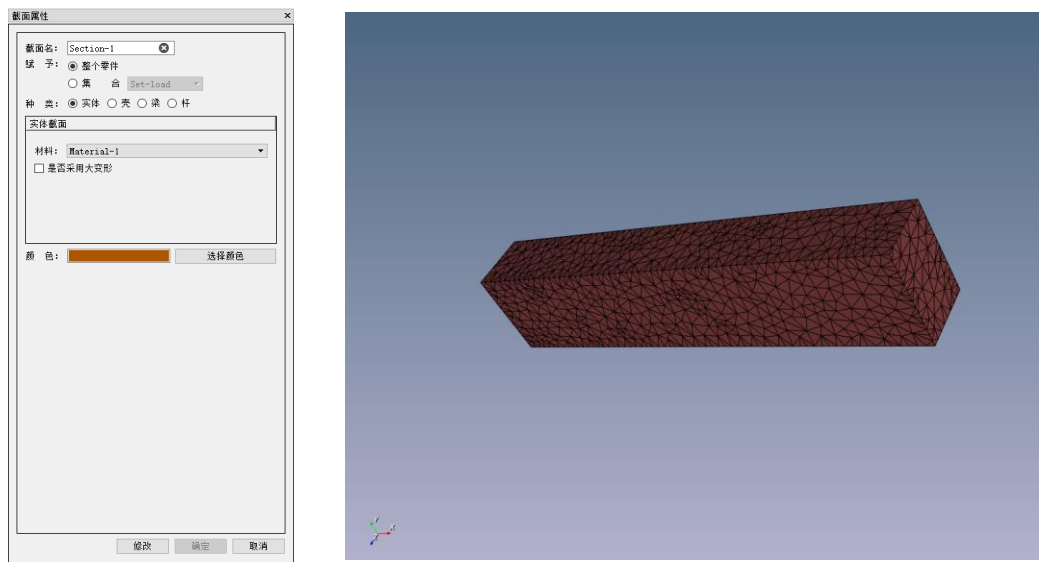 截面属性 ×
截面名: Section-1
赋 予: 整个零件
集 合 Set-load
种 类: 实体 壳 梁 杆
实体截面
材料: Material-1
是否采用大变形
颜 色: 选择颜色
修改 确定 取消